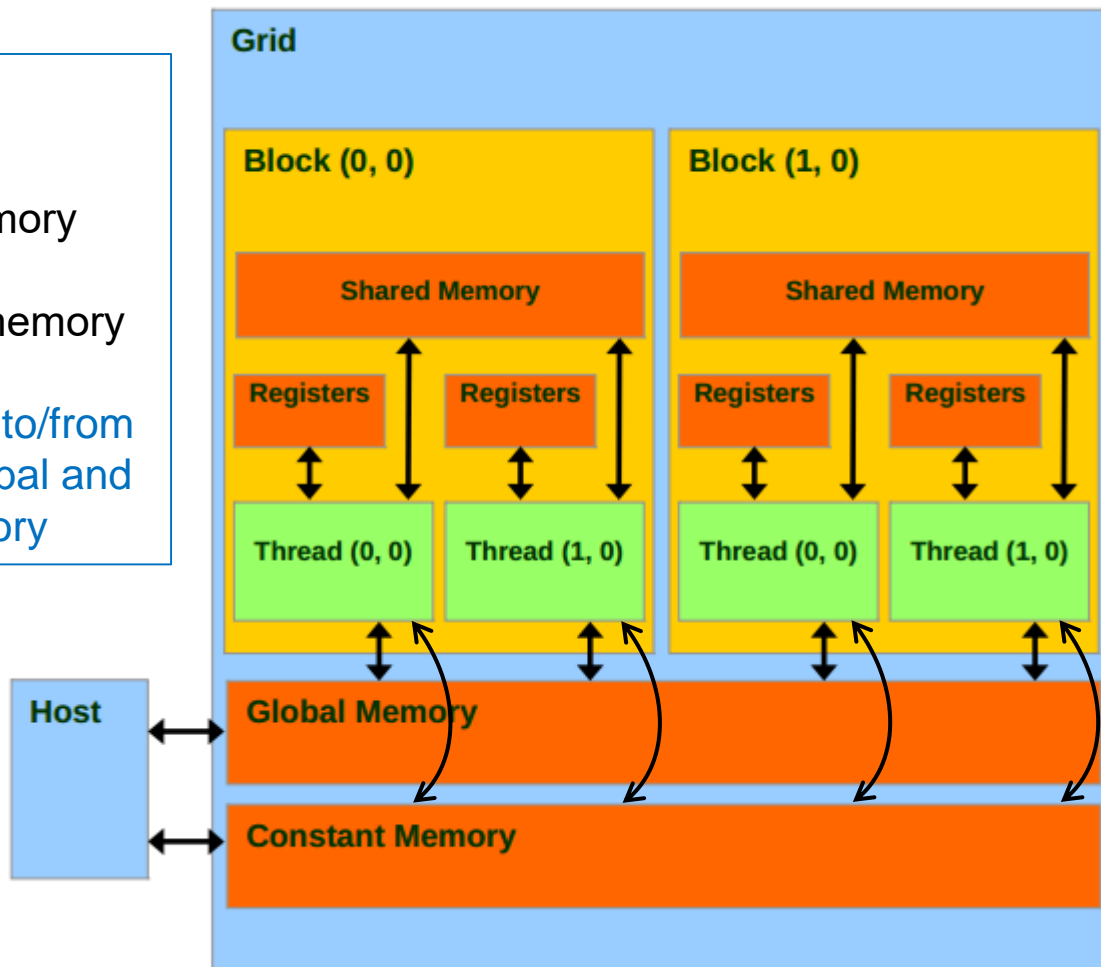 mory
memory
to/from
bal and
ory
Grid
Block (0, 0)
Block (1, 0)
Shared Memory
Shared Memory
Registers
Registers
Registers
Registers
Thread (0, 0)
Thread (1, 0)
Thread (0, 0)
Thread (1, 0)
Host
Global Memory
Constant Memory